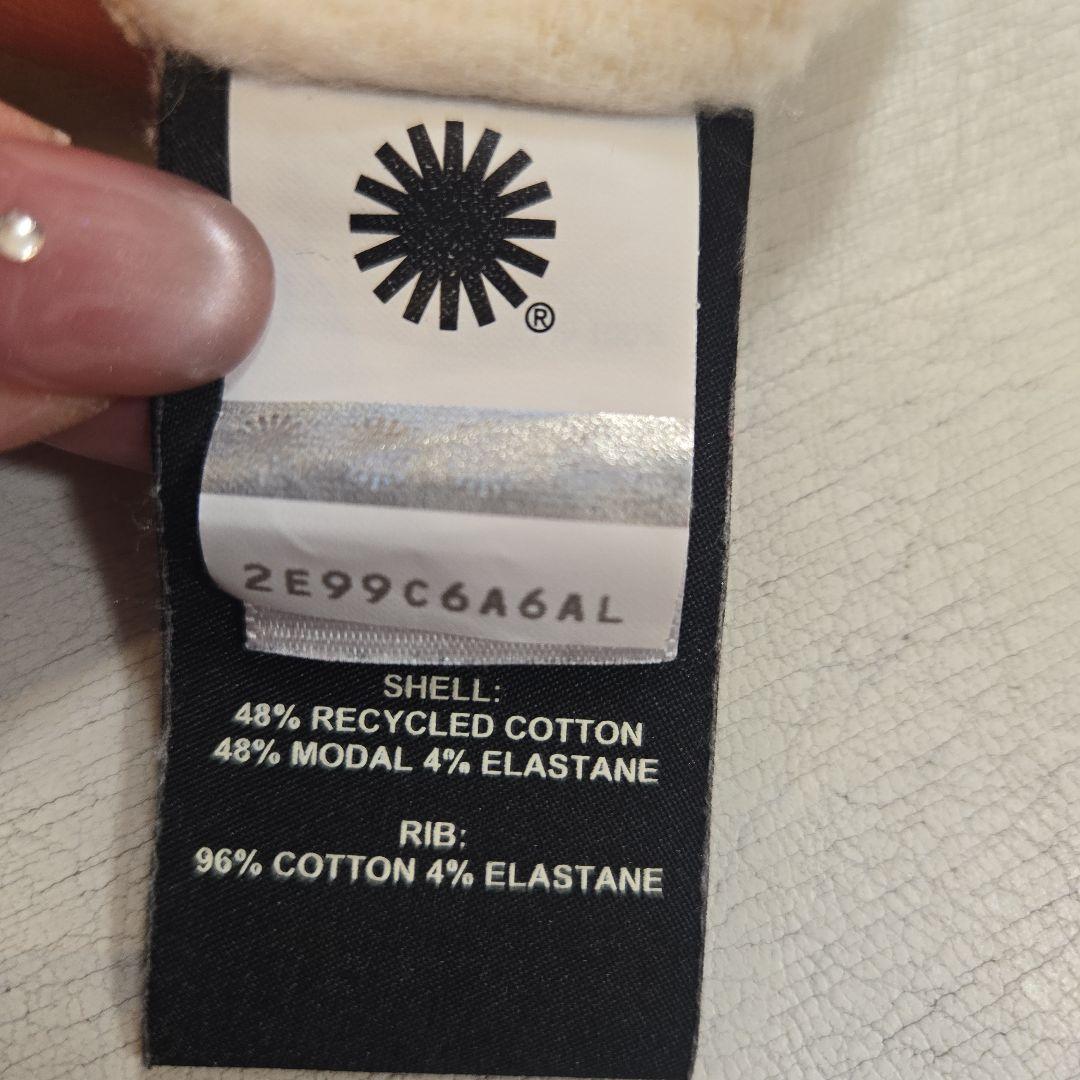 ®
2E99C6A6AL
SHELL:
48% RECYCLED COTTON
48% MODAL 4% ELASTANE
RIB:
96% COTTON 4% ELASTANE